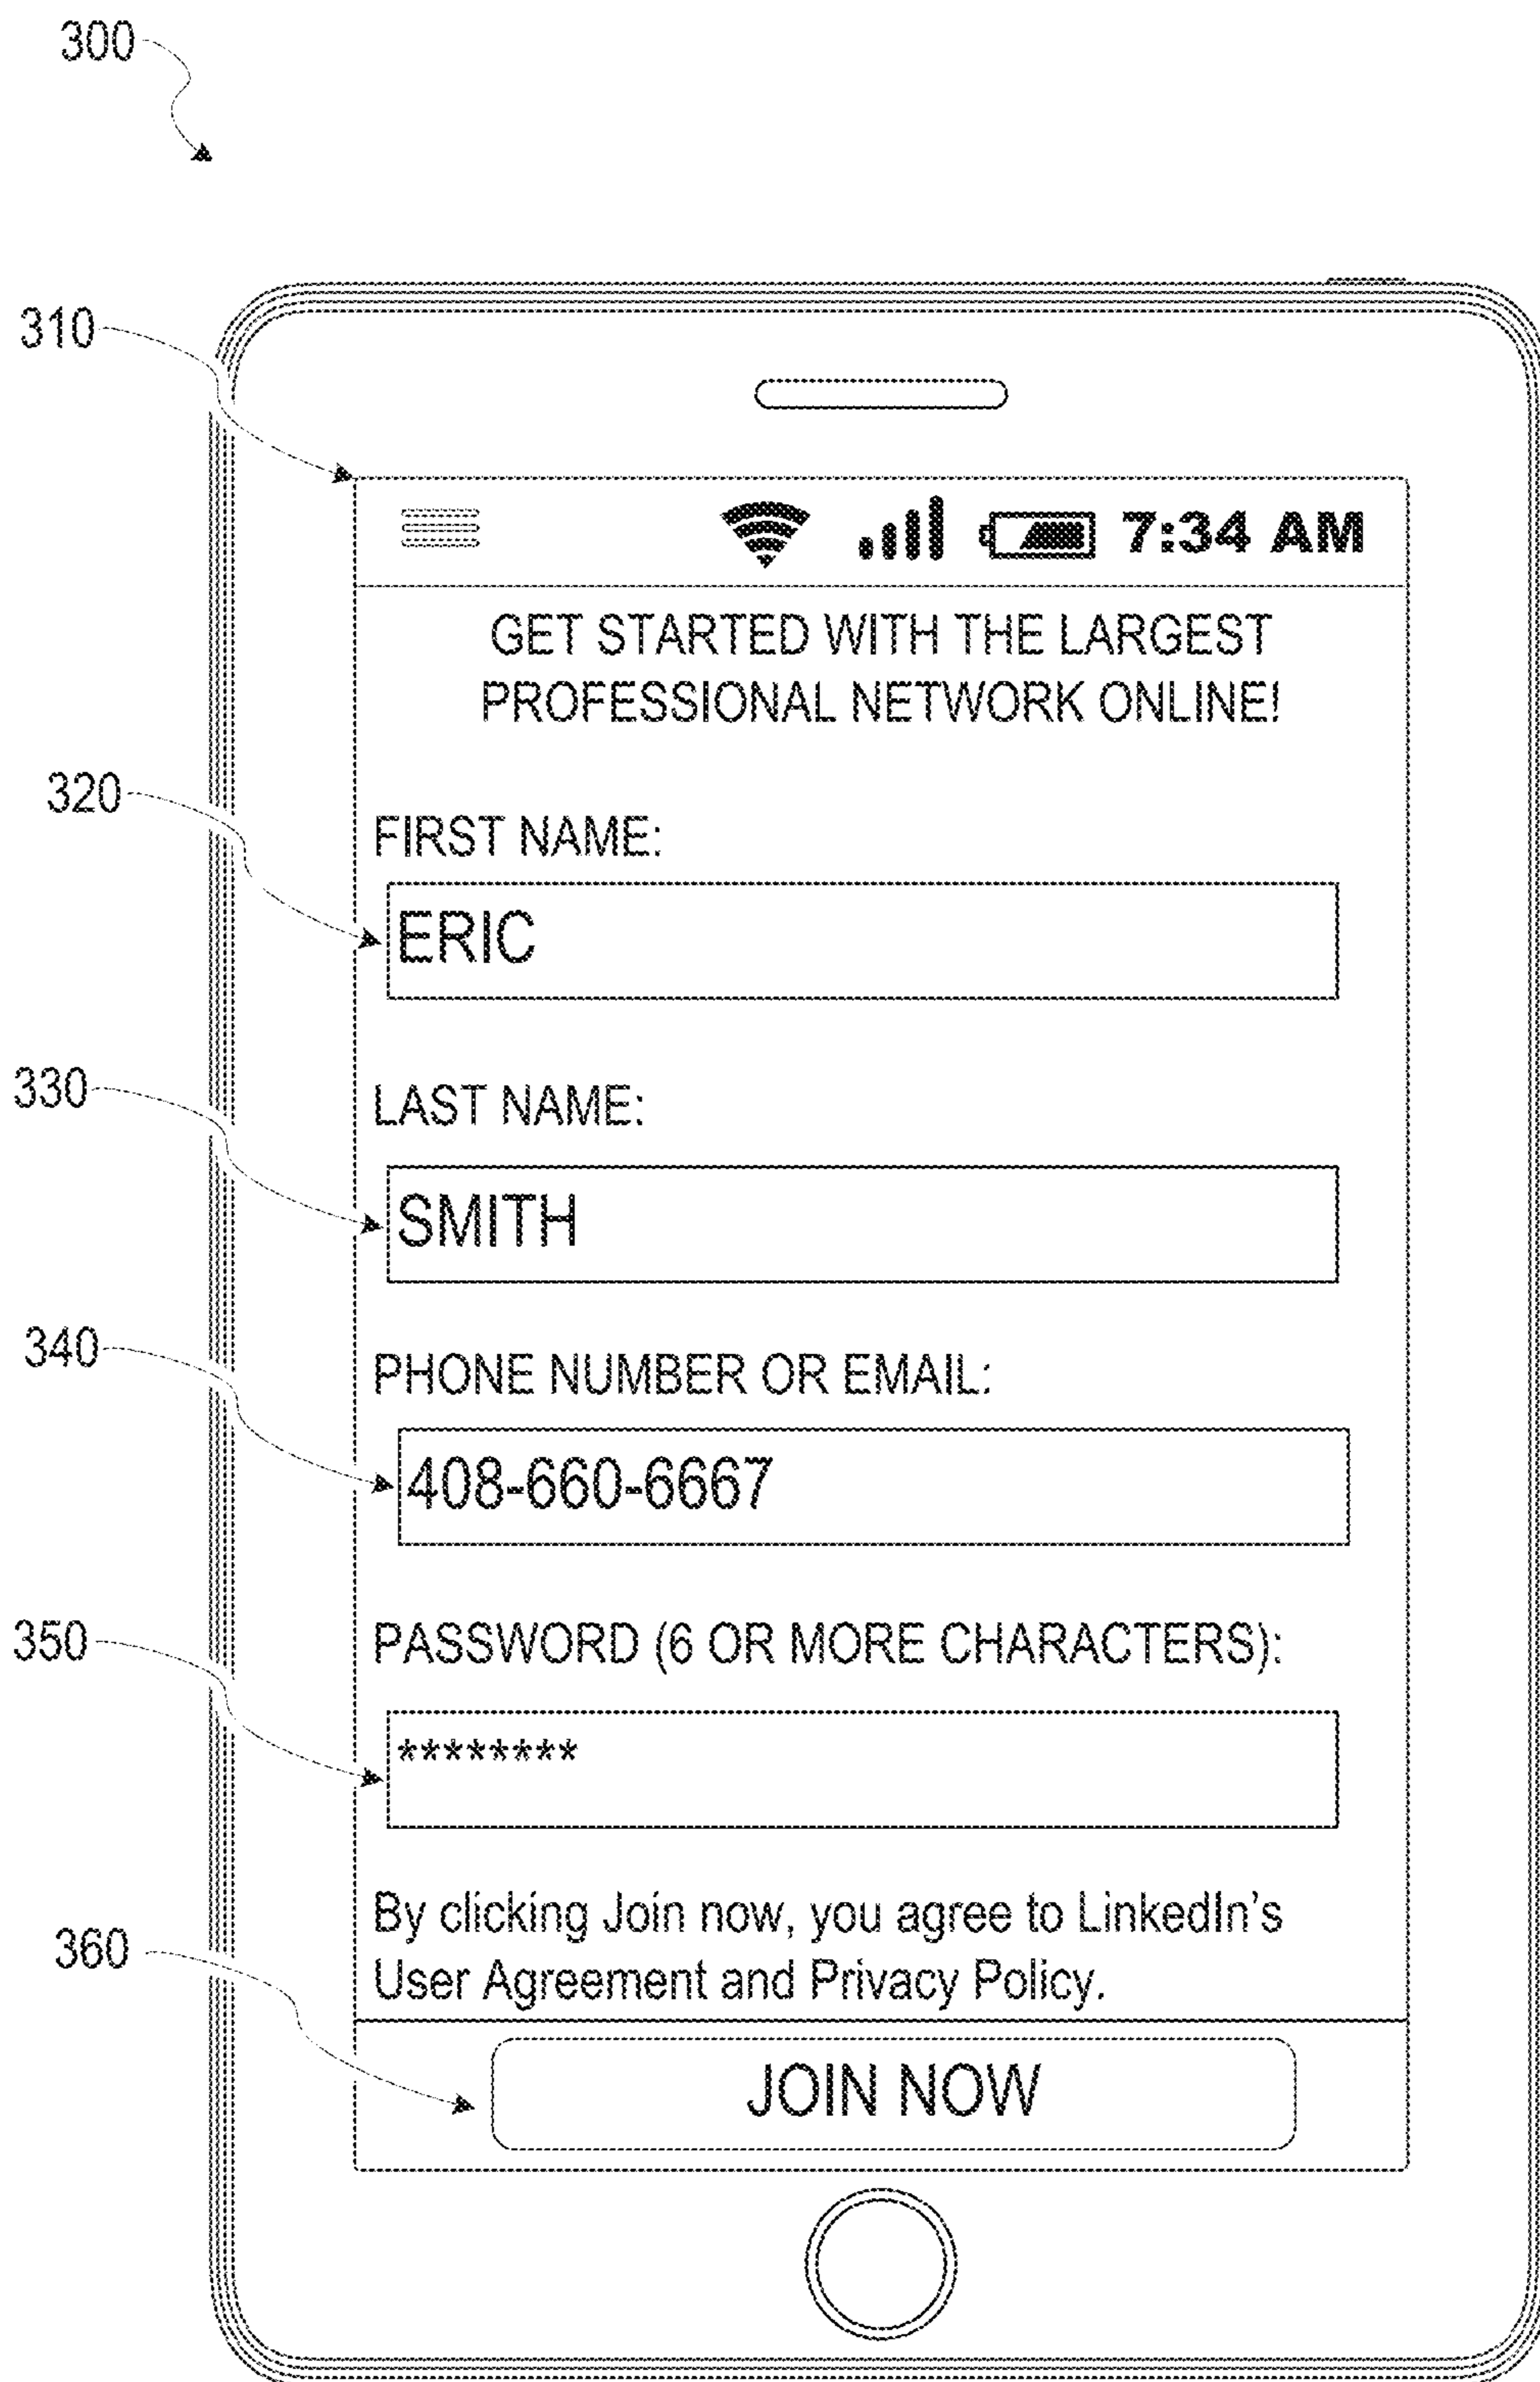 300
310
7:34 AM
GET STARTED WITH THE LARGEST
PROFESSIONAL NETWORK ONLINE!
320
FIRST NAME:
ERIC
330
LAST NAME:
SMITH
340
PHONE NUMBER OR EMAIL:
408-660-6667
350
PASSWORD (6 OR MORE CHARACTERS):
********
By clicking Join now, you agree to LinkedIn's
360
User Agreement and Privacy Policy.
JOIN NOW